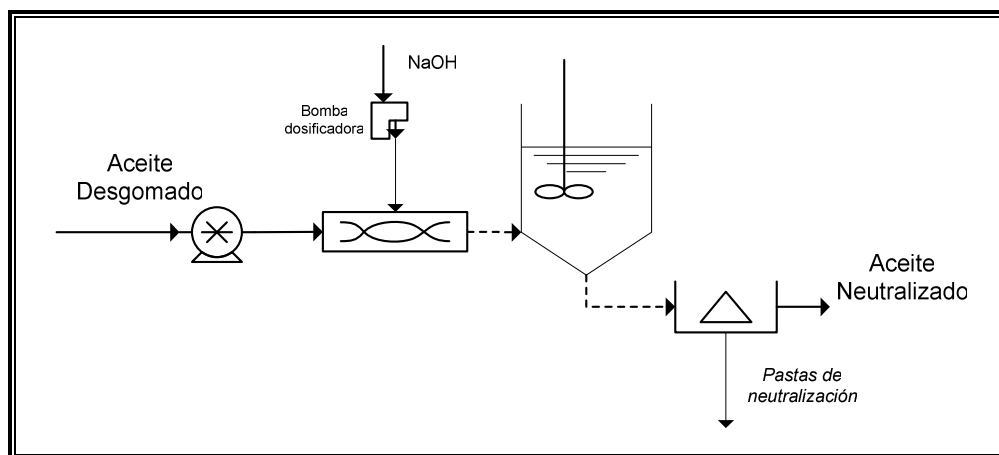 NaOH
Bomba
dosificadora
Aceite
Desgomado
Aceite
Neutralizado
Pastas de
neutralización